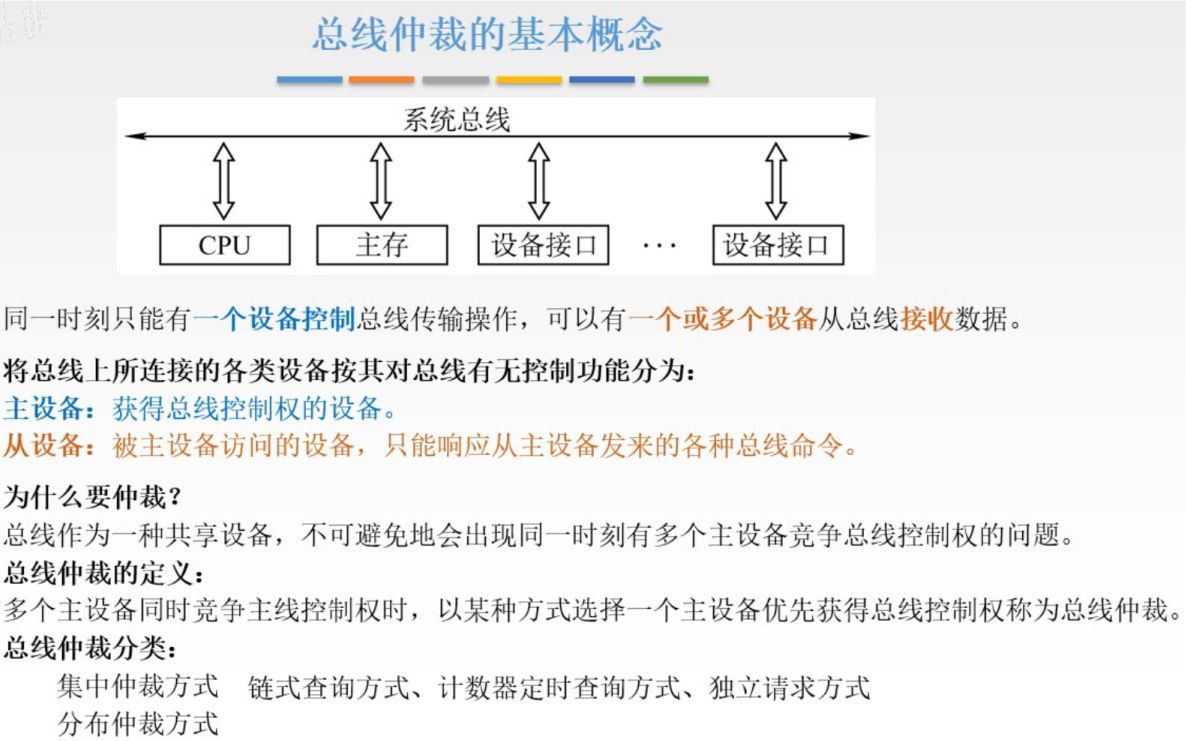 总线仲裁的基本概念
系统总线
CPU 主存 设备接口 ··· 设备接口
同一时刻只能有一个设备控制总线传输操作，可以有一个或多个设备从总线接收数据。
将总线上所连接的各类设备按其对总线有无控制功能分为：
主设备：获得总线控制权的设备。
从设备：被主设备访问的设备，只能响应从主设备发来的各种总线命令。
为什么要仲裁？
总线作为一种共享设备，不可避免地会出现同一时刻有多个主设备竞争总线控制权的问题。
总线仲裁的定义：
多个主设备同时竞争主线控制权时，以某种方式选择一个主设备优先获得总线控制权称为总线仲裁。
总线仲裁分类：
集中仲裁方式 链式查询方式、计数器定时查询方式、独立请求方式
分布仲裁方式